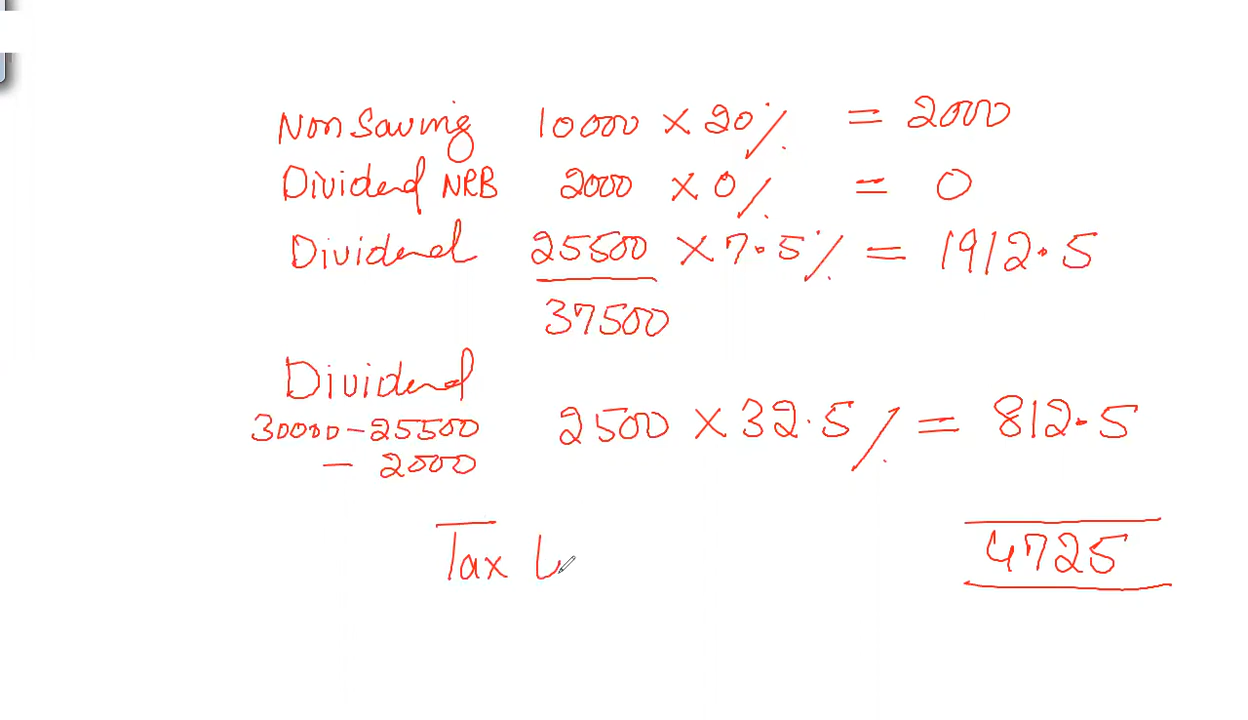 Non Saving 10000 × 20% = 2000
Dividend NRB 2000 × 0% = 0
Dividend 25500 × 7.5% = 1912.5
37500
Dividend
30000 - 25500 2500 × 32.5% = 812.5
- 2000
Tax L 4725